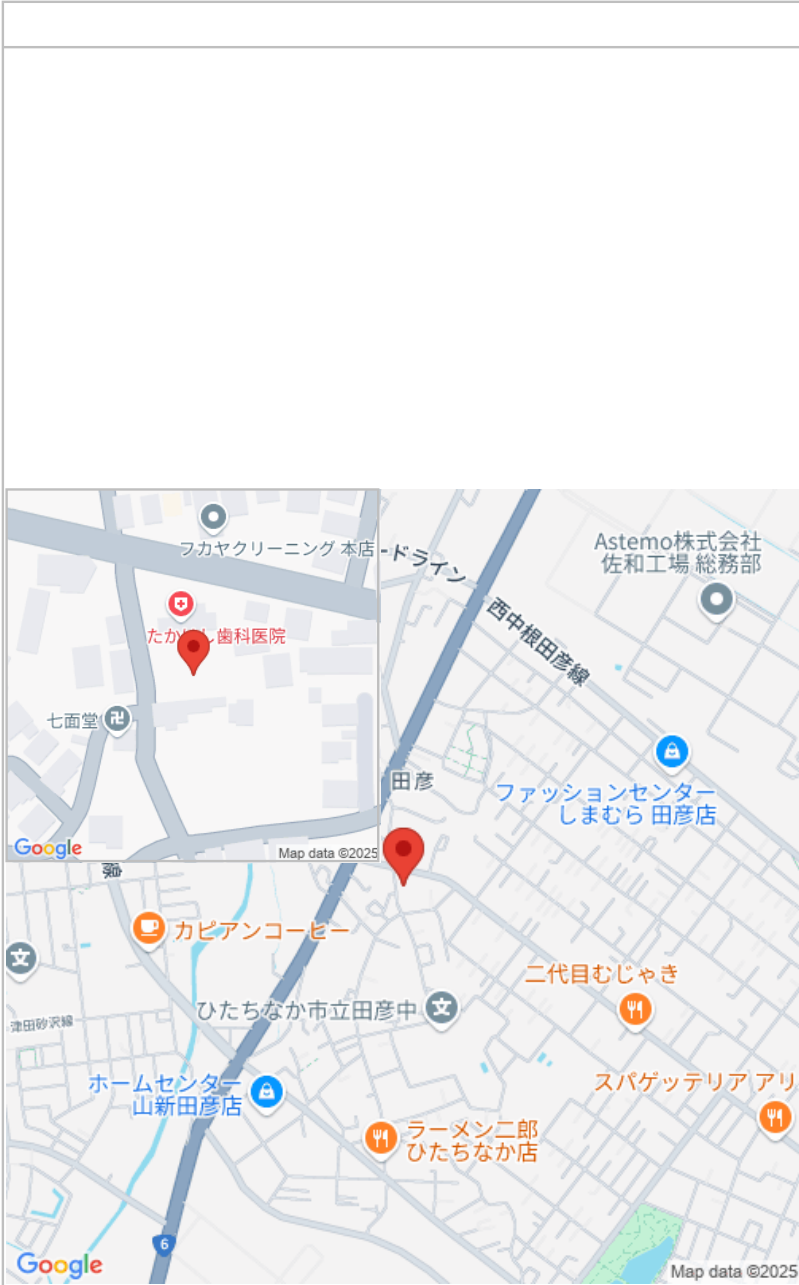 フカヤクリーニング 本店
たか
し歯科医院
七面堂
Google
Map data ©2025
ードライン
西中根田彦線
Astemo株式会社
佐和工場 総務部
田彦
ファッションセンター
しまむら 田彦店
線
カピアンコーヒー
文
二代目むじゃき
ひたちなか市立田彦中
文
津田砂沢線
ホームセンター
山新田彦店
スパゲッテリア アリ
ラーメン二郎
ひたちなか店
6
Google
Map data ©2025